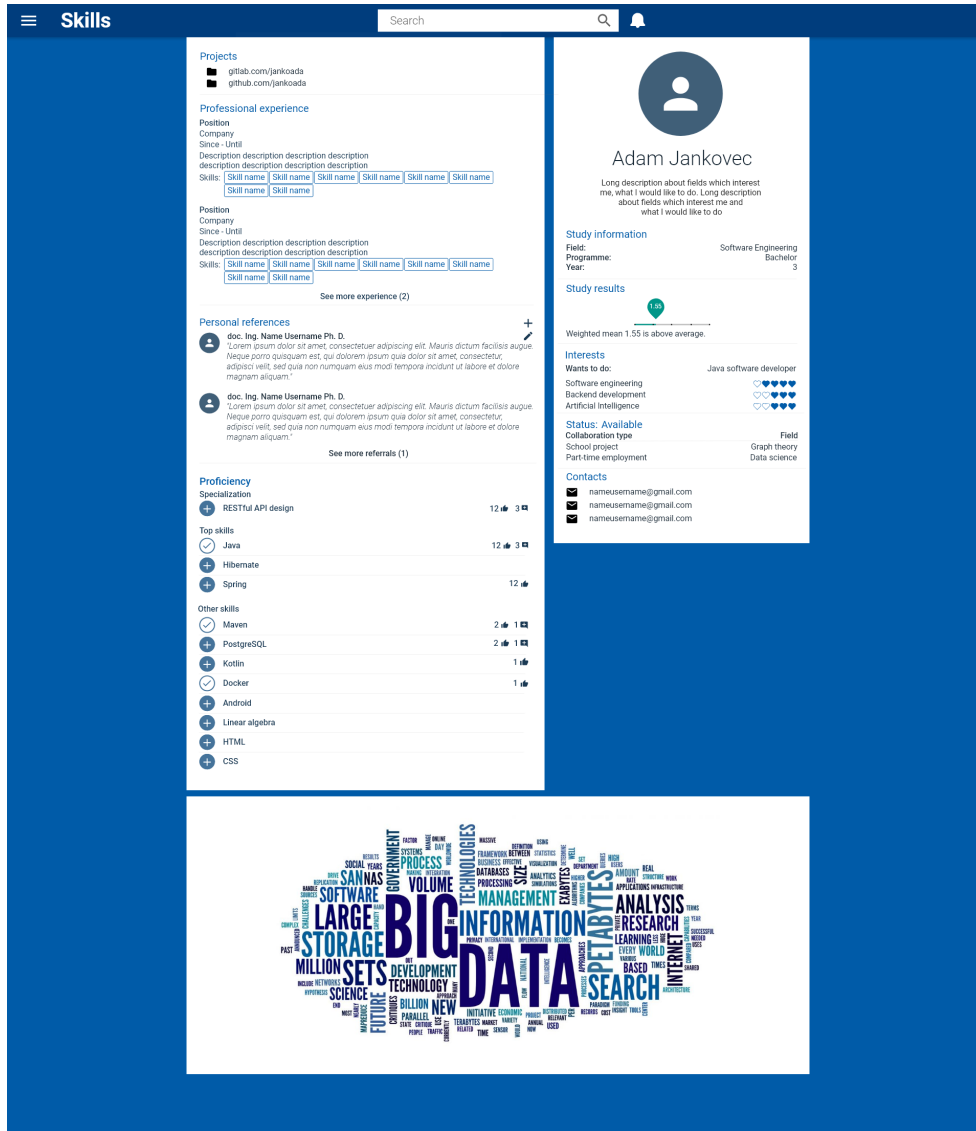 Skills
Search
Projects
gitlab.com/jankoada
github.com/jankoada
Professional experience
Position
Company
Since - Until
Description description description description
description description description description
Skills: Skill name Skill name Skill name Skill name Skill name Skill name
Skill name Skill name
Position
Company
Since - Until
Description description description description
description description description description
Skills: Skill name Skill name Skill name Skill name Skill name Skill name
Skill name Skill name
See more experience (2)
Personal references
doc. Ing. Name Username Ph. D.
"Lorem ipsum dolor sit amet, consectetuer adipiscing elit. Mauris dictum facilisis augue.
Neque porro quisquam est, qui dolorem ipsum quia dolor sit amet, consectetur,
adipisci velit, sed quia non numquam eius modi tempora incidunt ut labore et dolore
magnam aliquam."
doc. Ing. Name Username Ph. D.
"Lorem ipsum dolor sit amet, consectetuer adipiscing elit. Mauris dictum facilisis augue.
Neque porro quisquam est, qui dolorem ipsum quia dolor sit amet, consectetur,
adipisci velit, sed quia non numquam eius modi tempora incidunt ut labore et dolore
magnam aliquam."
See more referrals (1)
Proficiency
Specialization
RESTful API design 12 3
Top skills
Java 12 3
Hibernate
Spring 12
Other skills
Maven 2 1
PostgreSQL 2 1
Kotlin 1
Docker 1
Android
Linear algebra
HTML
CSS
Adam Jankovec
Long description about fields which interest
me, what I would like to do. Long description
about fields which interest me and
what I would like to do
Study information
Field: Software Engineering
Programme: Bachelor
Year: 3
Study results
1.55
Weighted mean 1.55 is above average.
Interests
Wants to do: Java software developer
Software engineering
Backend development
Artificial Intelligence
Status: Available
Collaboration type Field
School project Graph theory
Part-time employment Data science
Contacts
nameusername@gmail.com
nameusername@gmail.com
nameusername@gmail.com
BIG
DATA
INFORMATION
PETABYTES
TECHNOLOGIES
GOVERNMENT
PROCESS
VOLUME
SOCIAL YEARS
SAN NAS
SOFTWARE
LARGE
STORAGE
MILLION SETS
SCIENCE
FUTURE
DEVELOPMENT
TECHNOLOGY
BILLION
PARALLEL
NEW
CRITIQUES
MANAGEMENT
PROCESSING
DATABASES
SIZE
ANALYTICS
EXABYTES
FRAMEWORK BETWEEN
AMOUNT
APPLICATIONS INFRASTRUCTURE
ANALYSIS
RESEARCH
LEARNING
EVERY WORLD
BASED TIMES
INTERNET
SEARCH
INITIATIVE ECONOMIC
TERABYTES MARKET